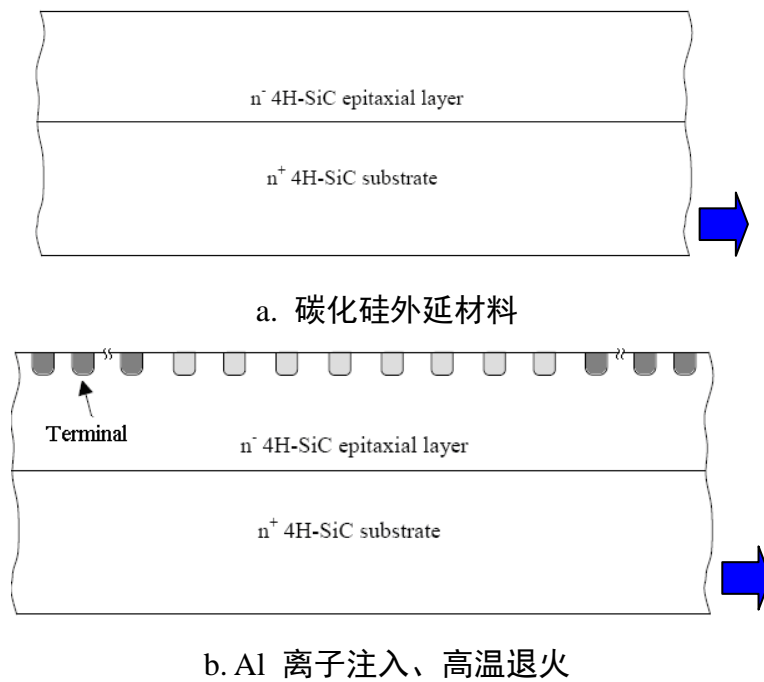 n⁻ 4H-SiC epitaxial layer
n⁺ 4H-SiC substrate
a. 碳化硅外延材料
Terminal
n⁻ 4H-SiC epitaxial layer
n⁺ 4H-SiC substrate
b. Al 离子注入、高温退火